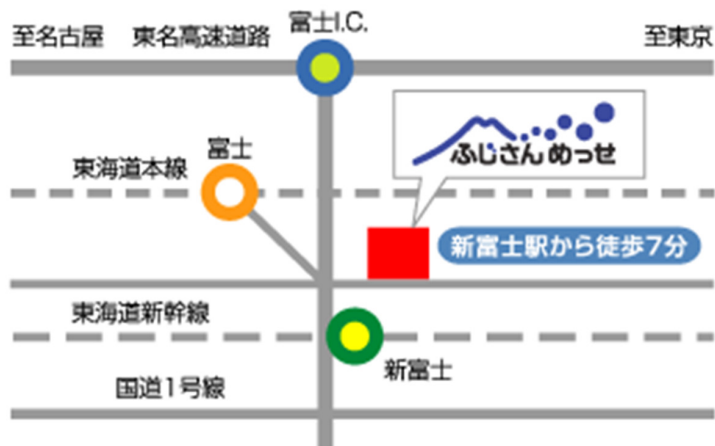 富士I.C.
至名古屋 東名高速道路 至東京
ふじさんめっせ
富士
東海道本線
新富士駅から徒歩7分
東海道新幹線
新富士
国道1号線